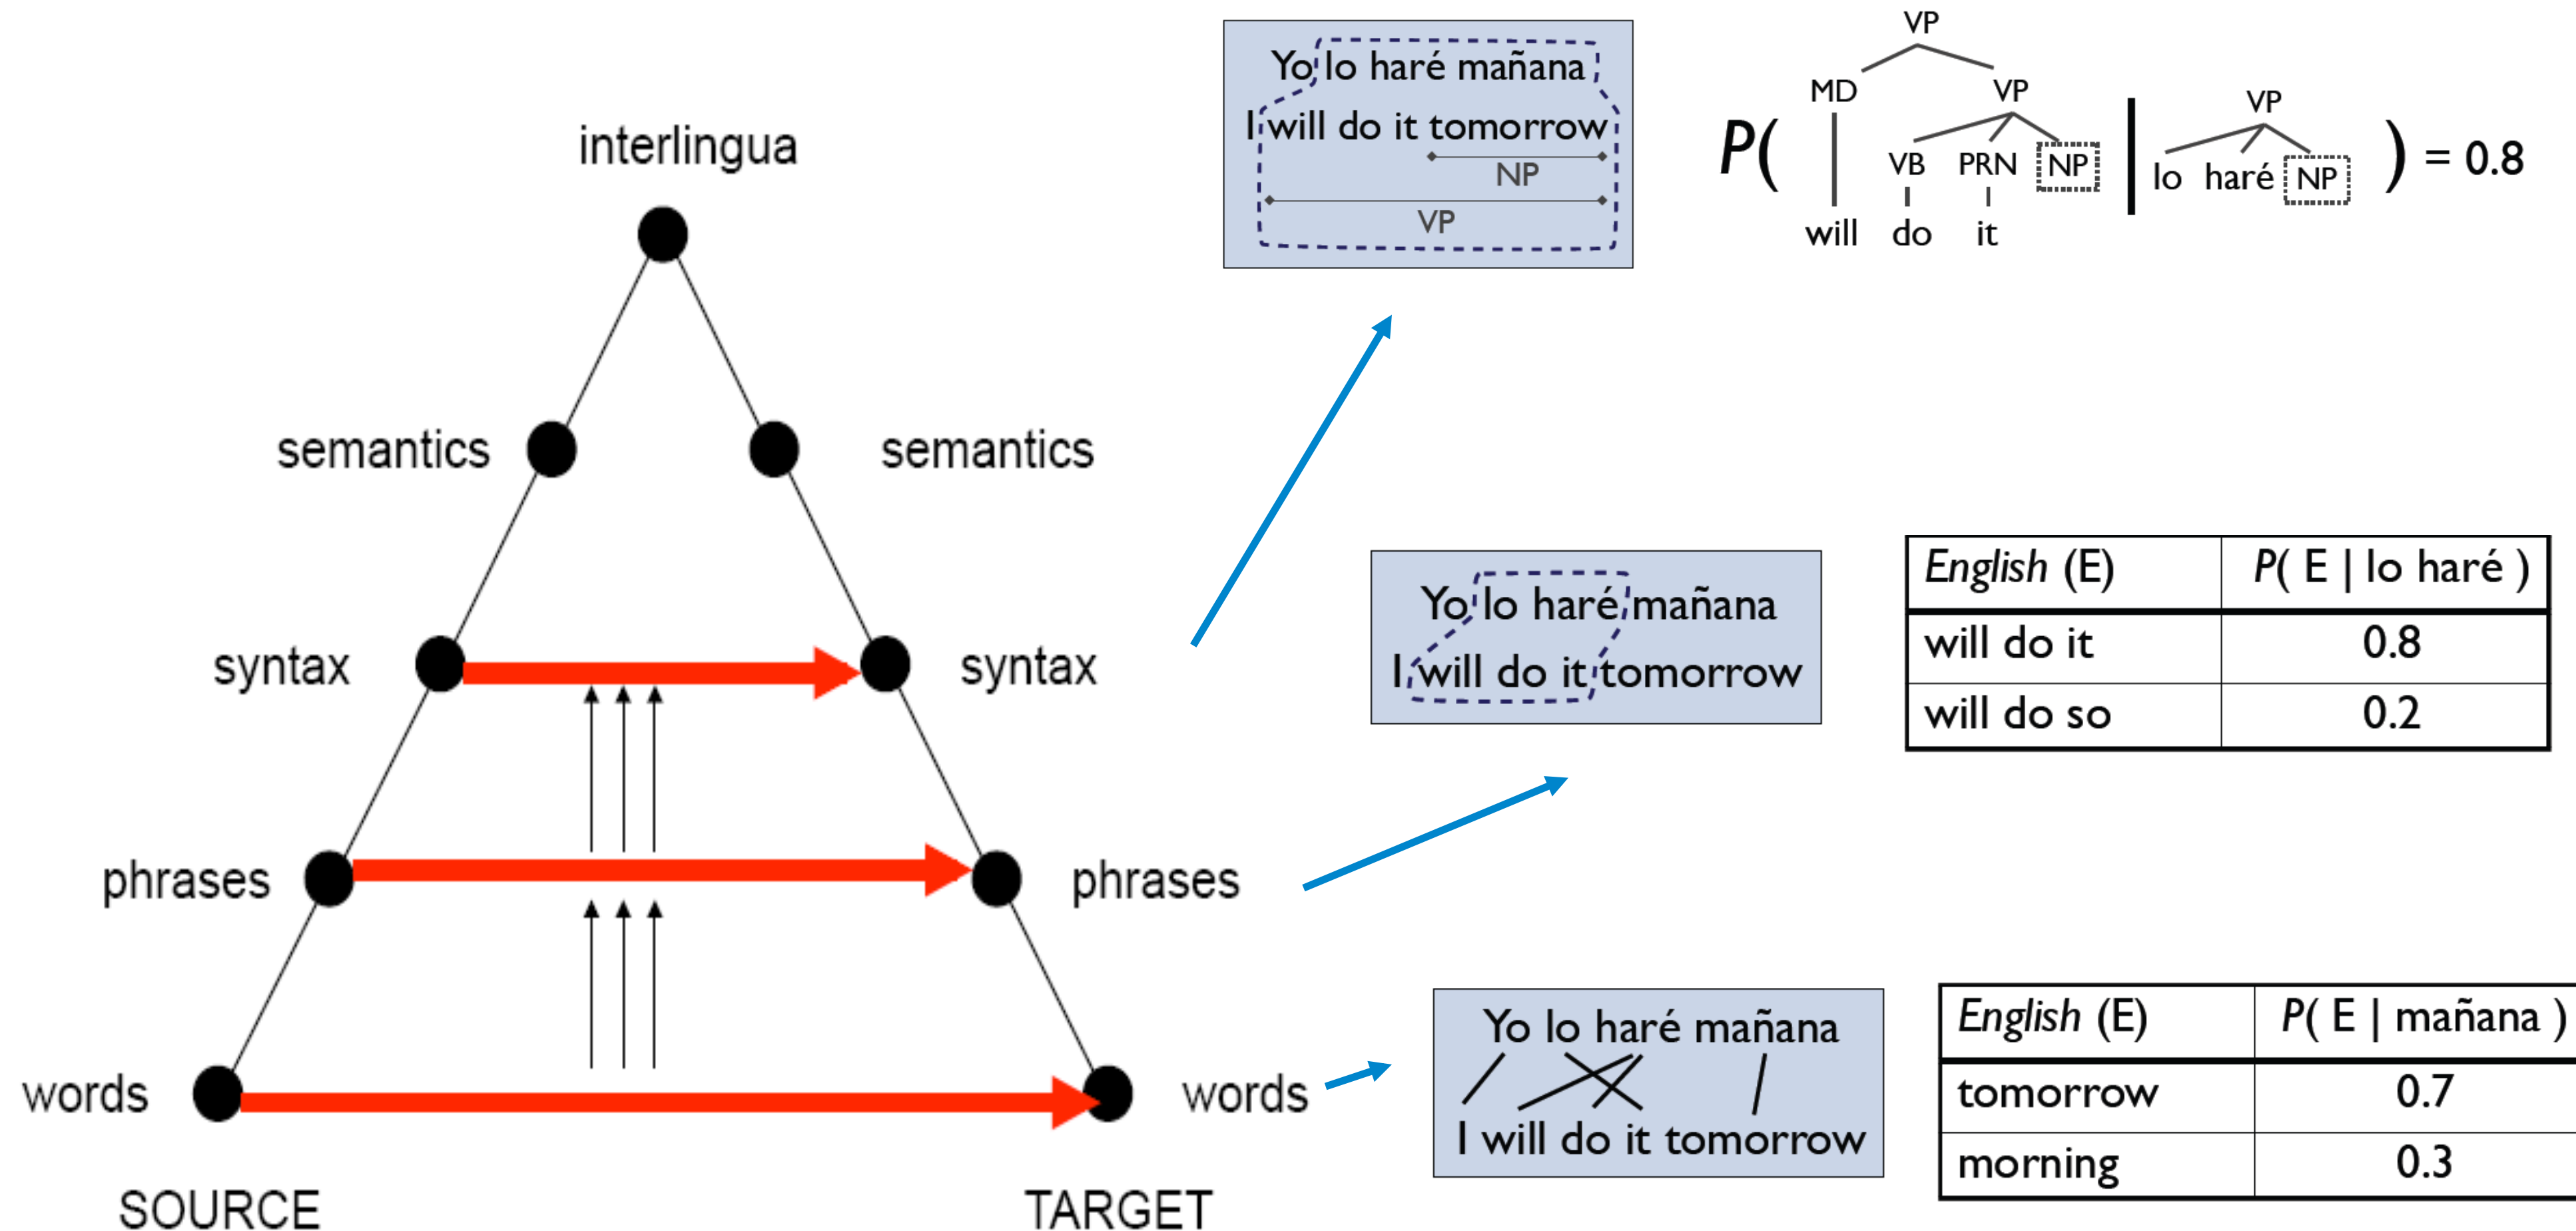 interlingua
semantics semantics
syntax syntax
phrases phrases
words words
SOURCE TARGET
Yo lo haré mañana
I will do it tomorrow
NP
VP
VP
MD VP
VB PRN NP
will do it
P( | ) = 0.8
VP
lo haré NP
Yo lo haré mañana
I will do it tomorrow
English (E) P( E | lo haré )
will do it 0.8
will do so 0.2
Yo lo haré mañana
I will do it tomorrow
English (E) P( E | mañana )
tomorrow 0.7
morning 0.3